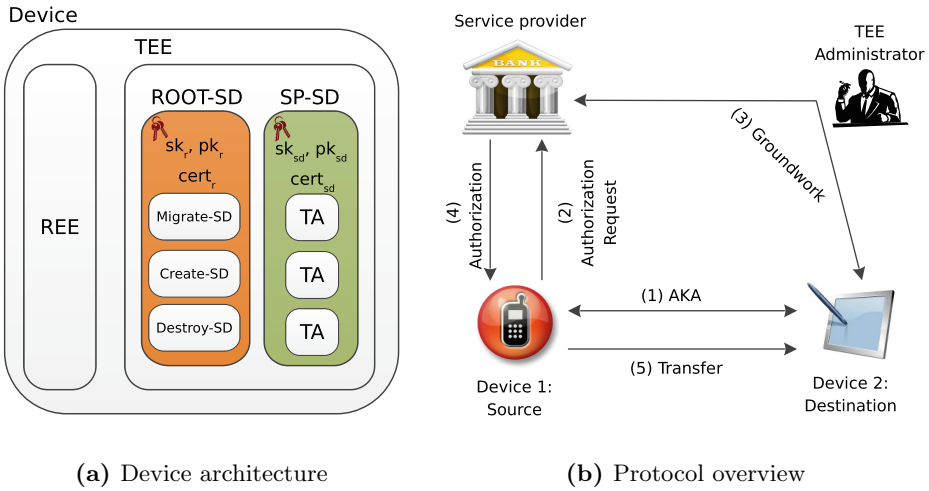 Device
TEE
REE
ROOT-SD
sk_r, pk_r
cert_r
Migrate-SD
Create-SD
Destroy-SD
SP-SD
sk_sd, pk_sd
cert_sd
TA
TA
TA
(a) Device architecture
Service provider
BANK
TEE
Administrator
(3) Groundwork
(4)
Authorization
(2)
Authorization
Request
(1) AKA
(5) Transfer
Device 1:
Source
Device 2:
Destination
(b) Protocol overview